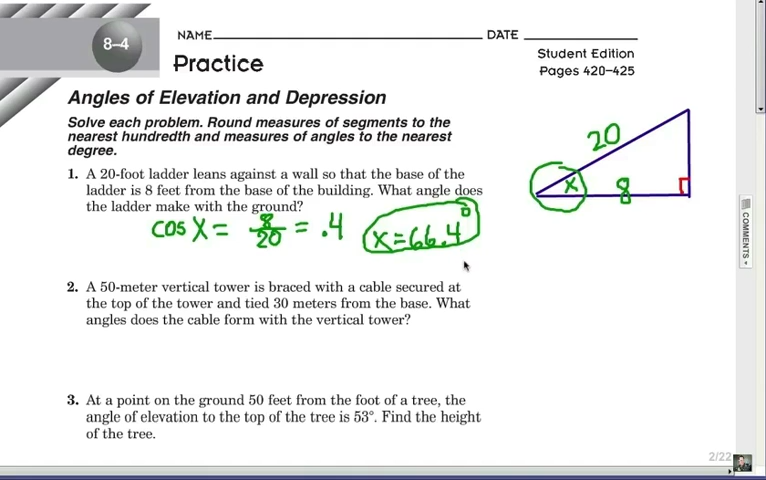 8–4
NAME DATE
Practice
Student Edition
Pages 420–425
Angles of Elevation and Depression
Solve each problem. Round measures of segments to the
nearest hundredth and measures of angles to the nearest
degree.
1. A 20-foot ladder leans against a wall so that the base of the
ladder is 8 feet from the base of the building. What angle does
the ladder make with the ground?
20
x
8
cos x = 8/20 = .4 x = 66.4°
2. A 50-meter vertical tower is braced with a cable secured at
the top of the tower and tied 30 meters from the base. What
angles does the cable form with the vertical tower?
3. At a point on the ground 50 feet from the foot of a tree, the
angle of elevation to the top of the tree is 53°. Find the height
of the tree.
COMMENTS
2/22